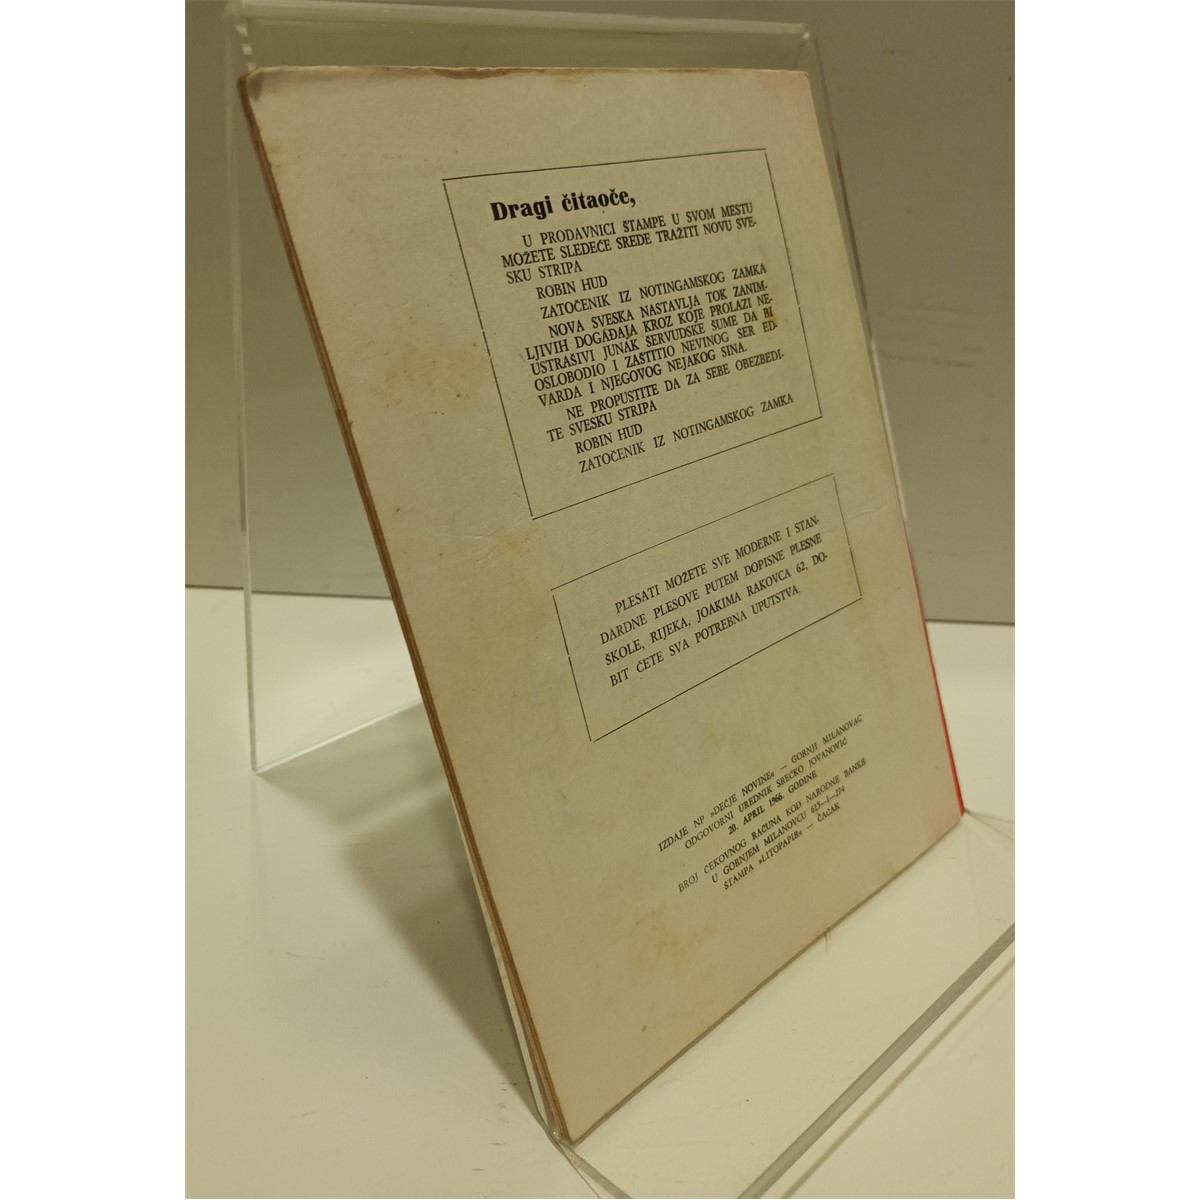 Dragi čitaoče,
U PRODAVNICI ŠTAMPE U SVOM MESTU
MOŽETE SLEDEĆE SREDE TRAŽITI NOVU SVE-
SKU STRIPA
ROBIN HUD
ZATOČENIK IZ NOTINGAMSKOG ZAMKA
NOVA SVESKA NASTAVLJA TOK ZANIM-
LJIVIH DOGAĐAJA KROZ KOJE PROLAZI NE-
USTRAŠIVI JUNAK SERVUDSKE ŠUME DA BI
OSLOBODIO I ZAŠTITIO NEVINOG SER ED-
VARDA I NJEGOVOG NEJAKOG SINA.
NE PROPUSTITE DA ZA SEBE OBEZBEDI-
TE SVESKU STRIPA
ROBIN HUD
ZATOČENIK IZ NOTINGAMSKOG ZAMKA
PLESATI MOŽETE SVE MODERNE I STAN-
DARDNE PLESOVE PUTEM DOPISNE PLESNE
ŠKOLE, RIJEKA, JOAKIMA RAKOVCA 62, DO-
BIT ĆETE SVA POTREBNA UPUTSTVA.
IZDAJE NP »DEČJE NOVINE« — GORNJI MILANOVAC
ODGOVORNI UREDNIK SREĆKO JOVANOVIĆ
20. APRIL 1966. GODINE
BROJ ČEKOVNOG RAČUNA KOD NARODNE BANKE
U GORNJEM MILANOVCU 615—1—274
ŠTAMPA »LITOPAPIR« — ČAČAK